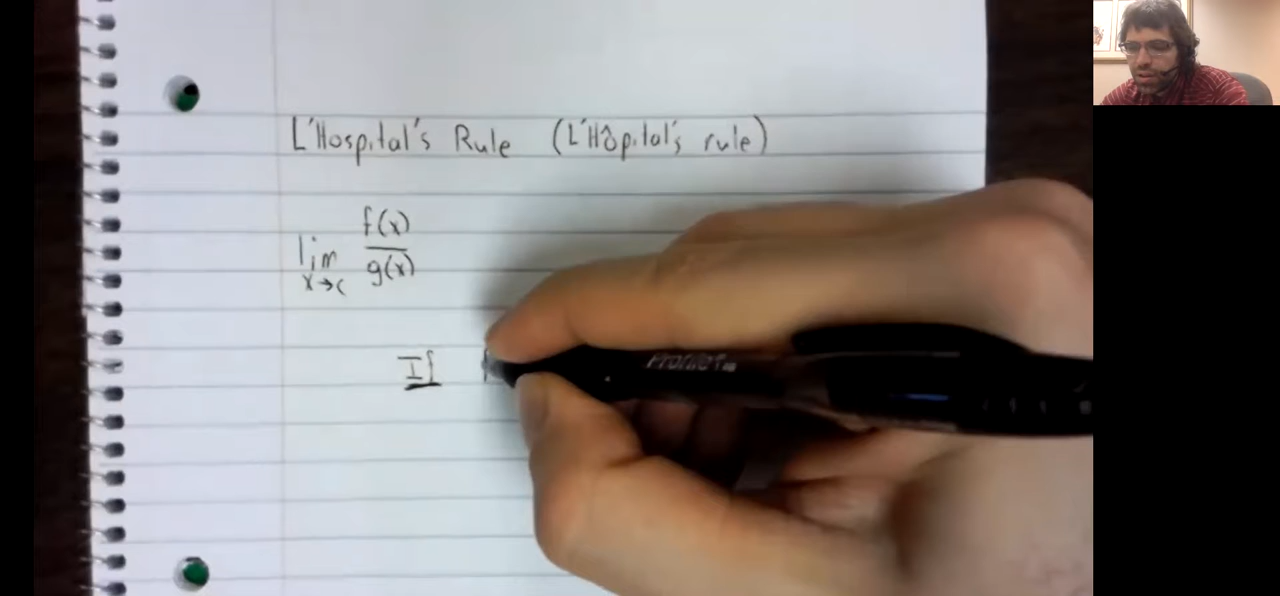 L'Hospital's Rule (L'Hôpital's rule)
lim x→c f(x)/g(x)
If